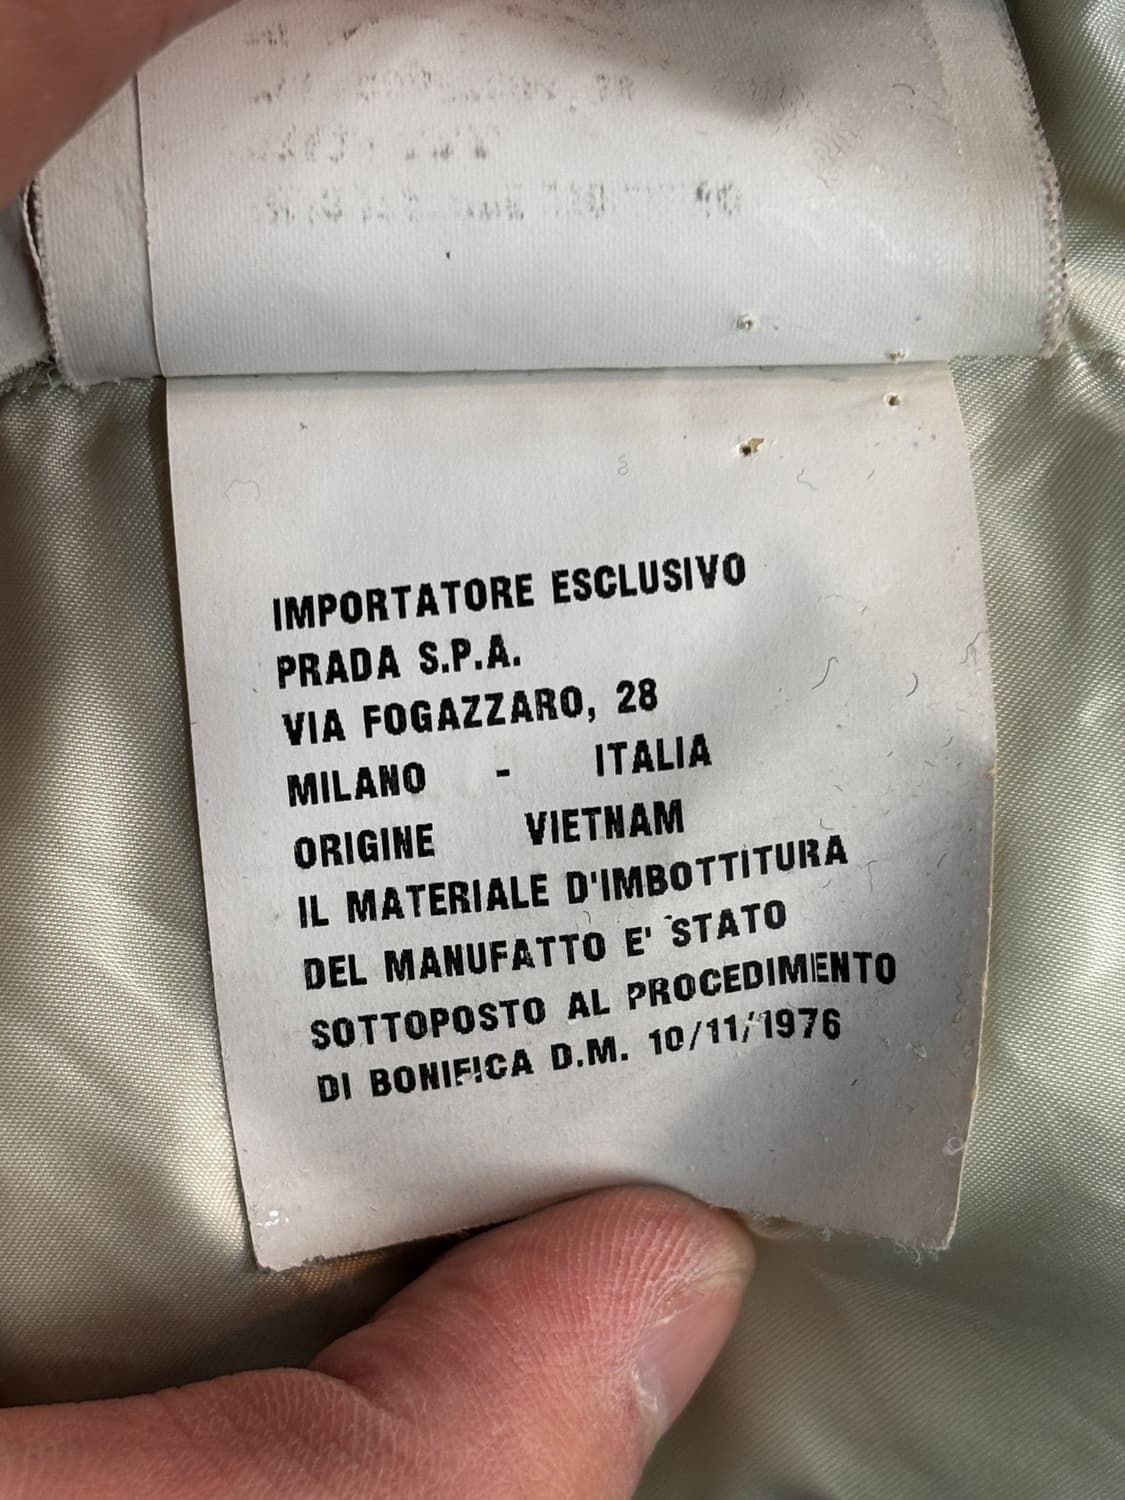 IMPORTATORE ESCLUSIVO
PRADA S.P.A.
VIA FOGAZZARO, 28
MILANO - ITALIA
ORIGINE VIETNAM
IL MATERIALE D'IMBOTTITURA
DEL MANUFATTO E' STATO
SOTTOPOSTO AL PROCEDIMENTO
DI BONIFICA D.M. 10/11/1976